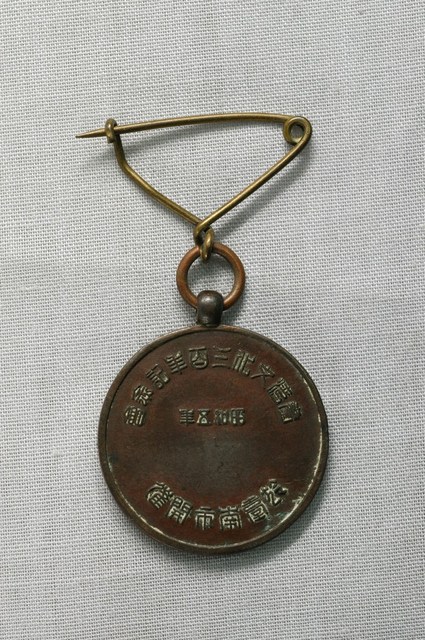 臺灣文化三百年記念會
昭和五年
於臺南市開催